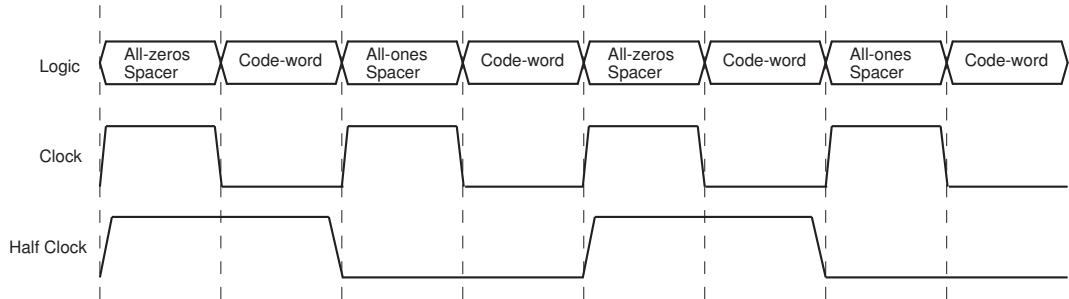 Logic
All-zeros
Spacer
Code-word
All-ones
Spacer
Code-word
All-zeros
Spacer
Code-word
All-ones
Spacer
Code-word
Clock
Half Clock